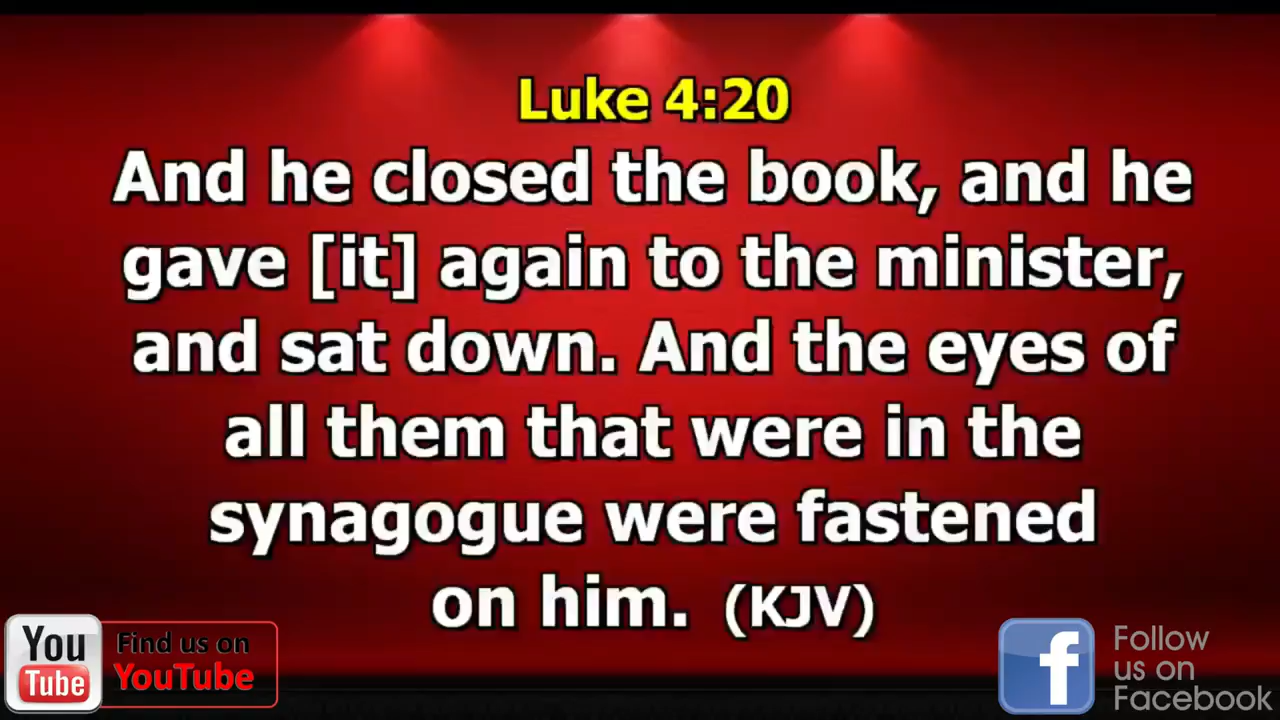 Luke 4:20
And he closed the book, and he
gave [it] again to the minister,
and sat down. And the eyes of
all them that were in the
synagogue were fastened
on him. (KJV)
You
Tube
Find us on
YouTube
f
Follow
us on
Facebook